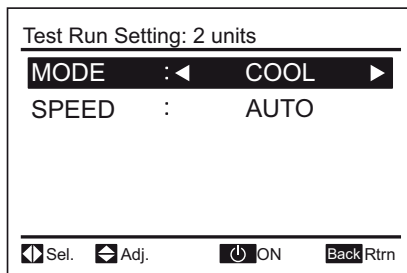 Test Run Setting: 2 units
MODE : ◀ COOL ▶
SPEED : AUTO
Sel. Adj. ON Back Rtrn